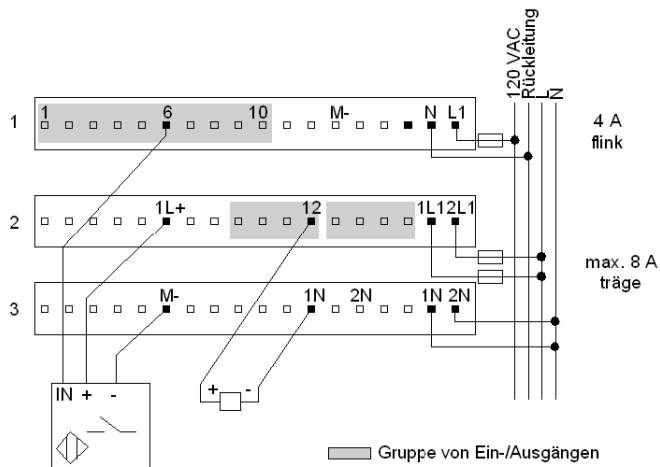 120 VAC
Rückleitung
L
N
1 6 10 M- N L1
1
4 A
flink
1L+ 12 1L1 2L1
2
max. 8 A
träge
M- 1N 2N 1N 2N
3
+ -
IN + -
Gruppe von Ein-/Ausgängen